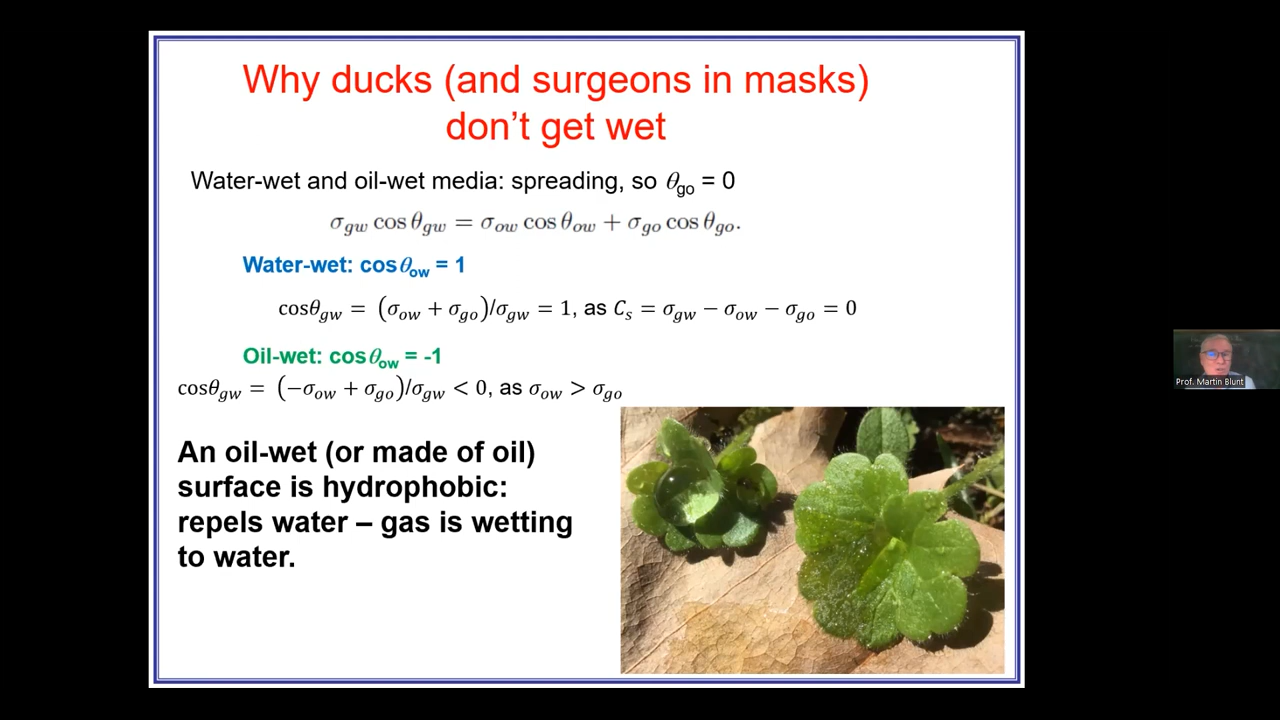 Why ducks (and surgeons in masks)
don't get wet
Water-wet and oil-wet media: spreading, so θgo = 0
σgw cos θgw = σow cos θow + σgo cos θgo.
Water-wet: cosθow = 1
cosθgw = (σow + σgo)/σgw = 1, as Cs = σgw − σow − σgo = 0
Oil-wet: cosθow = -1
cosθgw = (−σow + σgo)/σgw < 0, as σow > σgo
An oil-wet (or made of oil)
surface is hydrophobic:
repels water – gas is wetting
to water.
Prof. Martin Blunt